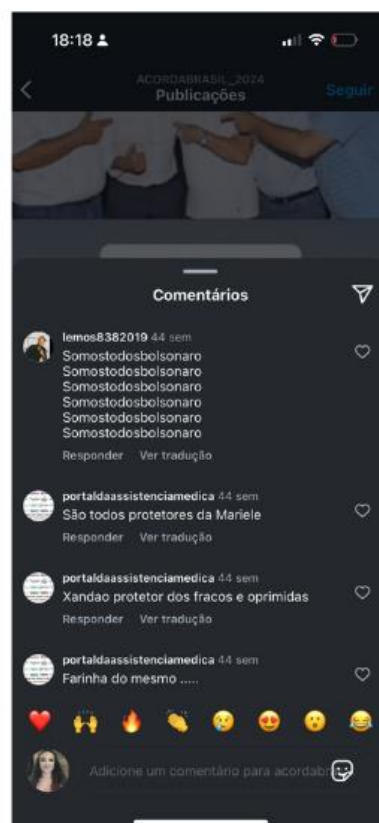 18:18
ACORDABRASIL_2024
Publicações
Seguir
Comentários
lemos8382019 44 sem
Somostodosbolsonaro
Somostodosbolsonaro
Somostodosbolsonaro
Somostodosbolsonaro
Somostodosbolsonaro
Somostodosbolsonaro
Responder Ver tradução
portaldaassistenciamedica 44 sem
São todos protetores da Mariele
Responder Ver tradução
portaldaassistenciamedica 44 sem
Xandao protetor dos fracos e oprimidas
Responder Ver tradução
portaldaassistenciamedica 44 sem
Farinha do mesmo .....
Adicione um comentário para acordabr